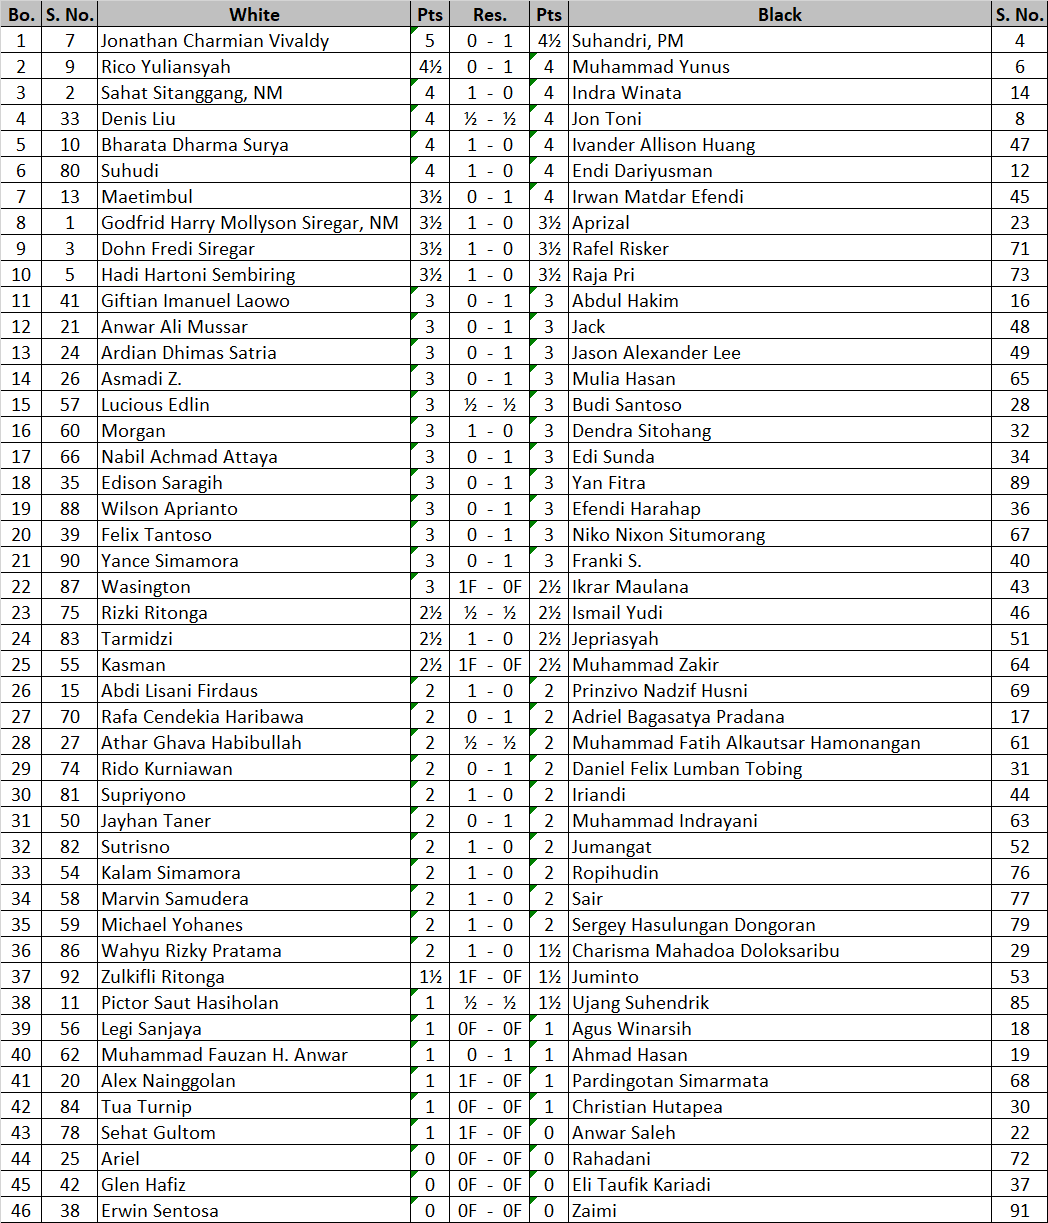 Bo. S. No. White Pts Res. Pts Black S. No.
1 7 Jonathan Charmian Vivaldy 5 0 - 1 4½ Suhandri, PM 4
2 9 Rico Yuliansyah 4½ 0 - 1 4 Muhammad Yunus 6
3 2 Sahat Sitanggang, NM 4 1 - 0 4 Indra Winata 14
4 33 Denis Liu 4 ½ - ½ 4 Jon Toni 8
5 10 Bharata Dharma Surya 4 1 - 0 4 Ivander Allison Huang 47
6 80 Suhudi 4 1 - 0 4 Endi Dariyusman 12
7 13 Maetimbul 3½ 0 - 1 4 Irwan Matdar Efendi 45
8 1 Godfrid Harry Mollyson Siregar, NM 3½ 1 - 0 3½ Aprizal 23
9 3 Dohn Fredi Siregar 3½ 1 - 0 3½ Rafel Risker 71
10 5 Hadi Hartoni Sembiring 3½ 1 - 0 3½ Raja Pri 73
11 41 Giftian Imanuel Laowo 3 0 - 1 3 Abdul Hakim 16
12 21 Anwar Ali Mussar 3 0 - 1 3 Jack 48
13 24 Ardian Dhimas Satria 3 0 - 1 3 Jason Alexander Lee 49
14 26 Asmadi Z. 3 0 - 1 3 Mulia Hasan 65
15 57 Lucious Edlin 3 ½ - ½ 3 Budi Santoso 28
16 60 Morgan 3 1 - 0 3 Dendra Sitohang 32
17 66 Nabil Achmad Attaya 3 0 - 1 3 Edi Sunda 34
18 35 Edison Saragih 3 0 - 1 3 Yan Fitra 89
19 88 Wilson Aprianto 3 0 - 1 3 Efendi Harahap 36
20 39 Felix Tantoso 3 0 - 1 3 Niko Nixon Situmorang 67
21 90 Yance Simamora 3 0 - 1 3 Franki S. 40
22 87 Wasington 3 1F - 0F 2½ Ikrar Maulana 43
23 75 Rizki Ritonga 2½ ½ - ½ 2½ Ismail Yudi 46
24 83 Tarmidzi 2½ 1 - 0 2½ Jepriasyah 51
25 55 Kasman 2½ 1F - 0F 2½ Muhammad Zakir 64
26 15 Abdi Lisani Firdaus 2 1 - 0 2 Prinzivo Nadzif Husni 69
27 70 Rafa Cendekia Haribawa 2 0 - 1 2 Adriel Bagasatya Pradana 17
28 27 Athar Ghava Habibullah 2 ½ - ½ 2 Muhammad Fatih Alkautsar Hamonangan 61
29 74 Rido Kurniawan 2 0 - 1 2 Daniel Felix Lumban Tobing 31
30 81 Supriyono 2 1 - 0 2 Iriandi 44
31 50 Jayhan Taner 2 0 - 1 2 Muhammad Indrayani 63
32 82 Sutrisno 2 1 - 0 2 Jumangat 52
33 54 Kalam Simamora 2 1 - 0 2 Ropihudin 76
34 58 Marvin Samudera 2 1 - 0 2 Sair 77
35 59 Michael Yohanes 2 1 - 0 2 Sergey Hasulungan Dongoran 79
36 86 Wahyu Rizky Pratama 2 1 - 0 1½ Charisma Mahadoa Doloksaribu 29
37 92 Zulkifli Ritonga 1½ 1F - 0F 1½ Juminto 53
38 11 Pictor Saut Hasiholan 1 ½ - ½ 1½ Ujang Suhendrik 85
39 56 Legi Sanjaya 1 0F - 0F 1 Agus Winarsih 18
40 62 Muhammad Fauzan H. Anwar 1 0 - 1 1 Ahmad Hasan 19
41 20 Alex Nainggolan 1 1F - 0F 1 Pardingotan Simarmata 68
42 84 Tua Turnip 1 0F - 0F 1 Christian Hutapea 30
43 78 Sehat Gultom 1 1F - 0F 0 Anwar Saleh 22
44 25 Ariel 0 0F - 0F 0 Rahadani 72
45 42 Glen Hafiz 0 0F - 0F 0 Eli Taufik Kariadi 37
46 38 Erwin Sentosa 0 0F - 0F 0 Zaimi 91